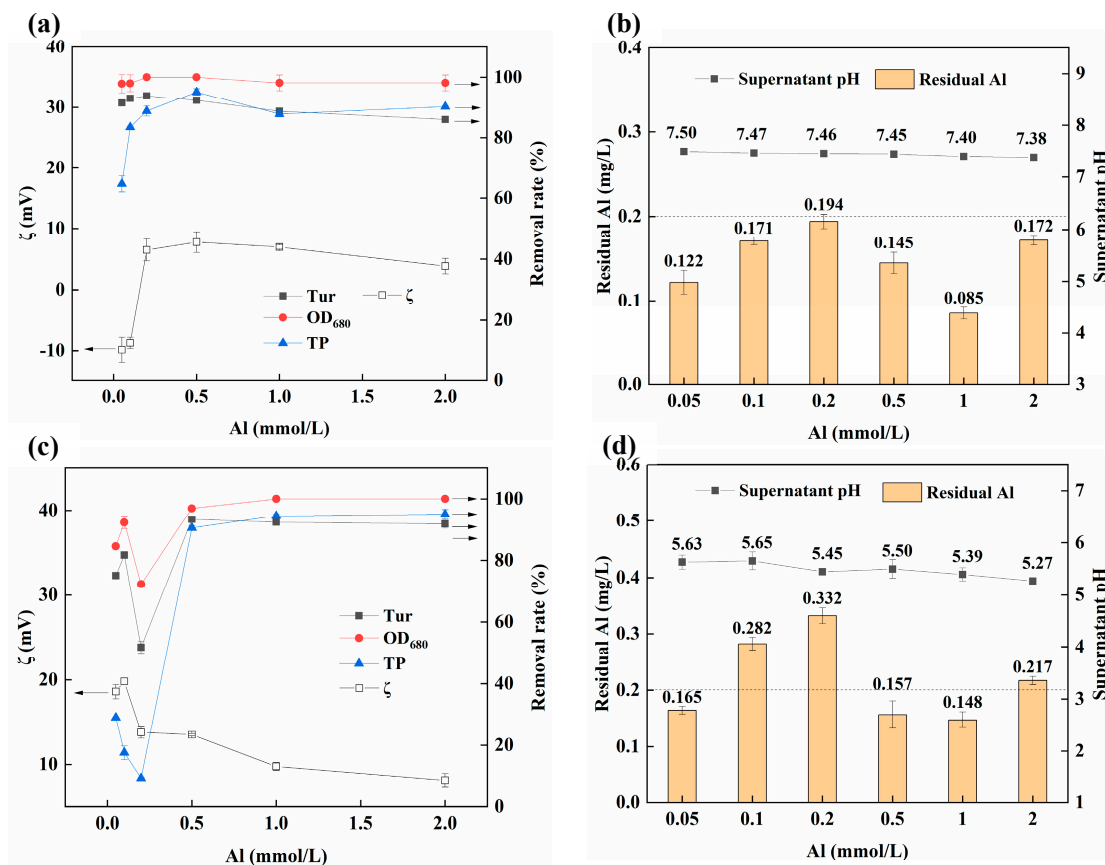 (a)
40
30
20
10
0
-10
ζ (mV)
100
80
60
40
20
0
Removal rate (%)
Tur
ζ
OD680
TP
0.0 0.5 1.0 1.5 2.0
Al (mmol/L)
(b)
0.4
0.3
0.2
0.1
0.0
Residual Al (mg/L)
9
8
7
6
5
4
3
Supernatant pH
Supernatant pH Residual Al
7.50 7.47 7.46 7.45 7.40 7.38
0.122 0.171 0.194 0.145 0.085 0.172
0.05 0.1 0.2 0.5 1 2
Al (mmol/L)
(c)
40
30
20
10
ζ (mV)
100
80
60
40
20
0
Removal rate (%)
Tur
OD680
TP
ζ
0.0 0.5 1.0 1.5 2.0
Al (mmol/L)
(d)
0.6
0.5
0.4
0.3
0.2
0.1
0.0
Residual Al (mg/L)
7
6
5
4
3
2
1
Supernatant pH
Supernatant pH Residual Al
5.63 5.65 5.45 5.50 5.39 5.27
0.165 0.282 0.332 0.157 0.148 0.217
0.05 0.1 0.2 0.5 1 2
Al (mmol/L)